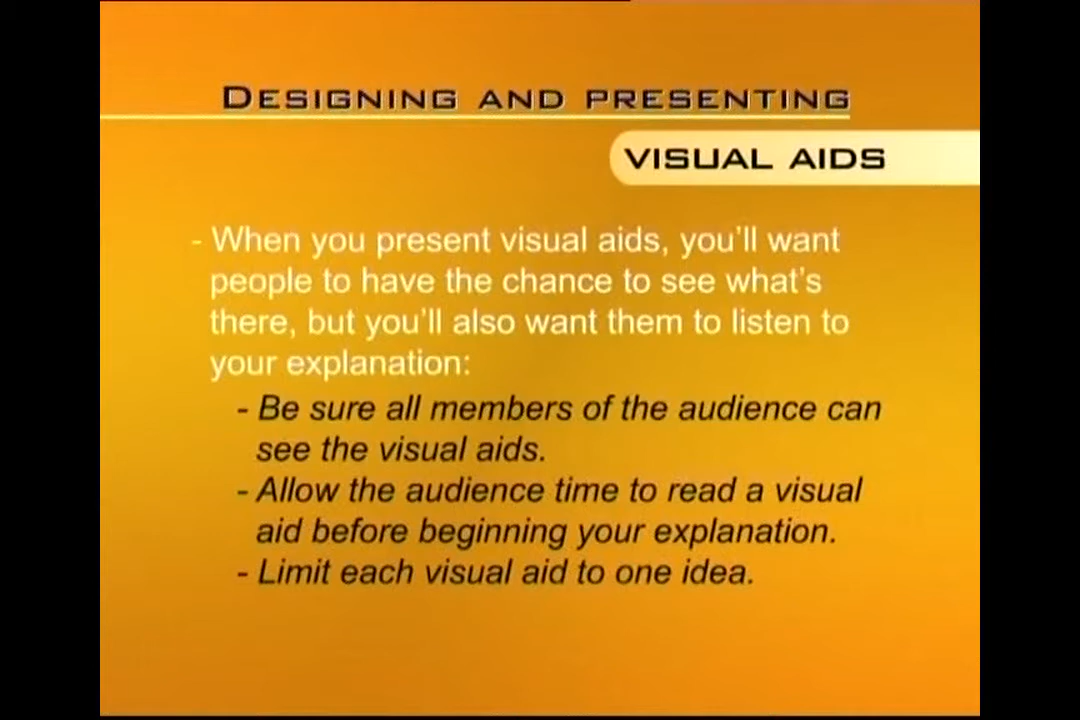 DESIGNING AND PRESENTING
VISUAL AIDS
- When you present visual aids, you'll want
people to have the chance to see what's
there, but you'll also want them to listen to
your explanation:
- Be sure all members of the audience can
see the visual aids.
- Allow the audience time to read a visual
aid before beginning your explanation.
- Limit each visual aid to one idea.